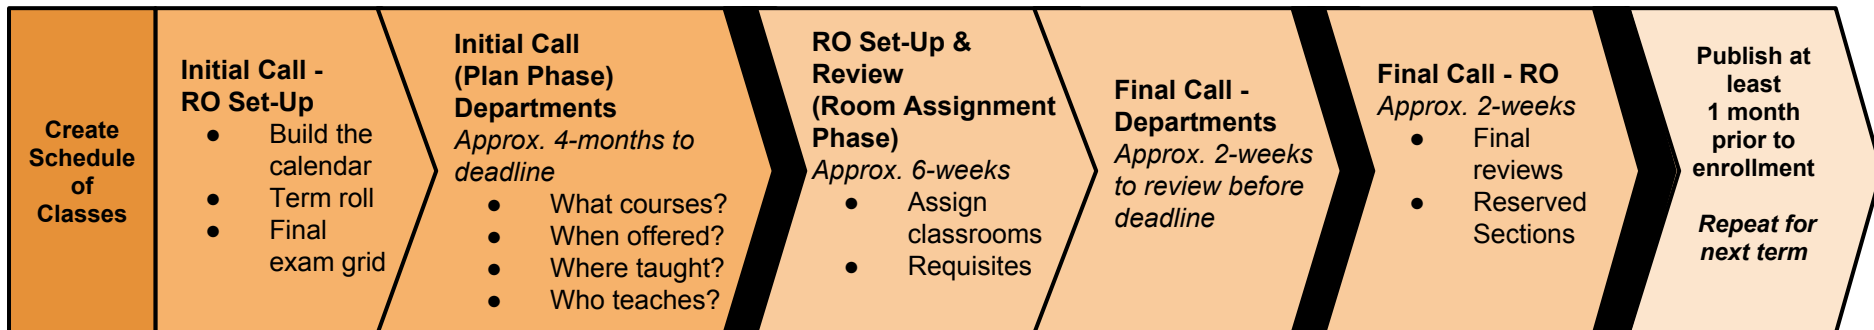 Create
Schedule
of
Classes
Initial Call -
RO Set-Up
● Build the
calendar
● Term roll
● Final
exam grid
Initial Call
(Plan Phase)
Departments
Approx. 4-months to
deadline
● What courses?
● When offered?
● Where taught?
● Who teaches?
RO Set-Up &
Review
(Room Assignment
Phase)
Approx. 6-weeks
● Assign
classrooms
● Requisites
Final Call -
Departments
Approx. 2-weeks
to review before
deadline
Final Call - RO
Approx. 2-weeks
● Final
reviews
● Reserved
Sections
Publish at
least
1 month
prior to
enrollment
Repeat for
next term